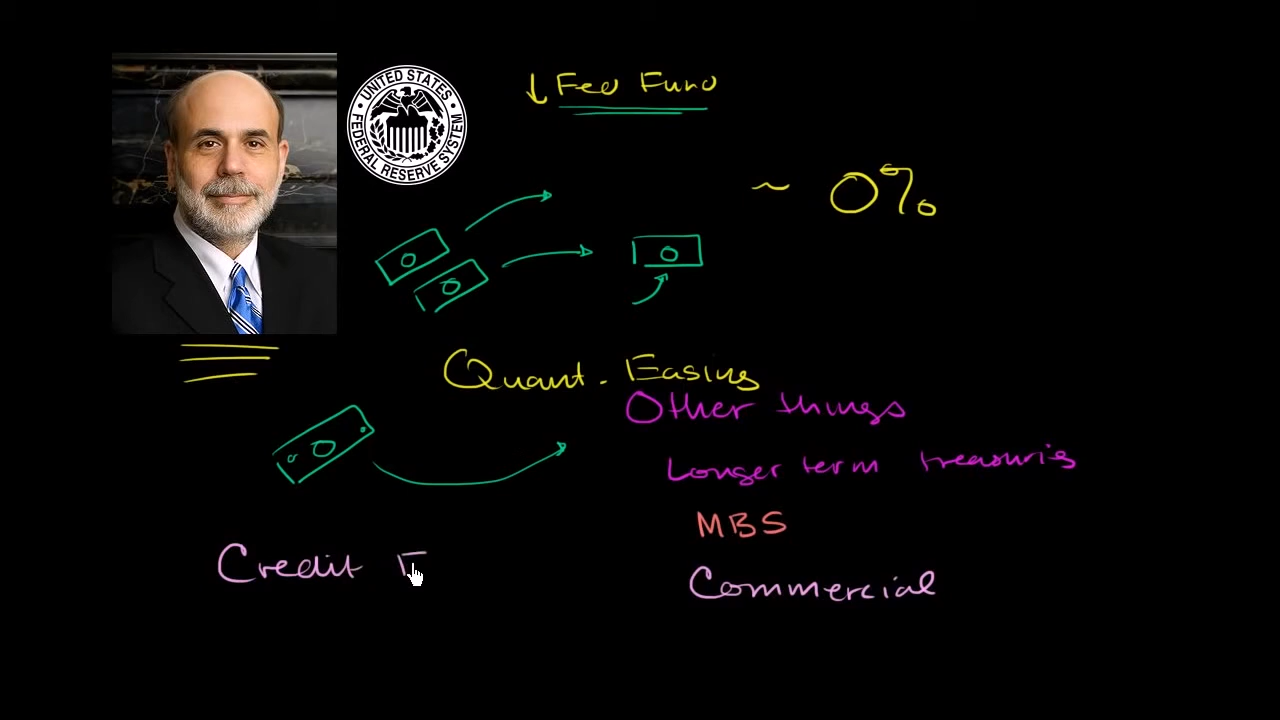 UNITED STATES
FEDERAL RESERVE SYSTEM
↓ Fed Fund
~ 0%
Quant. Easing
Other things
Longer term treasuries
MBS
Credit E
Commercial